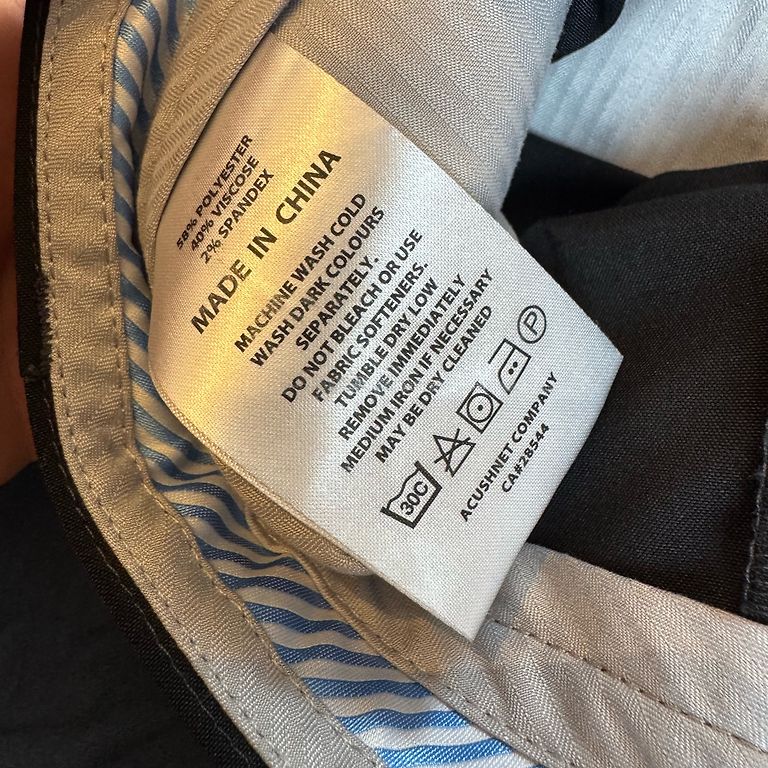 58% POLYESTER
40% VISCOSE
2% SPANDEX
MADE IN CHINA
MACHINE WASH COLD
WASH DARK COLOURS
SEPARATELY.
DO NOT BLEACH OR USE
FABRIC SOFTENERS.
TUMBLE DRY LOW
REMOVE IMMEDIATELY
MEDIUM IRON IF NECESSARY
MAY BE DRY CLEANED
30C P
ACUSHNET COMPANY
CA#28544